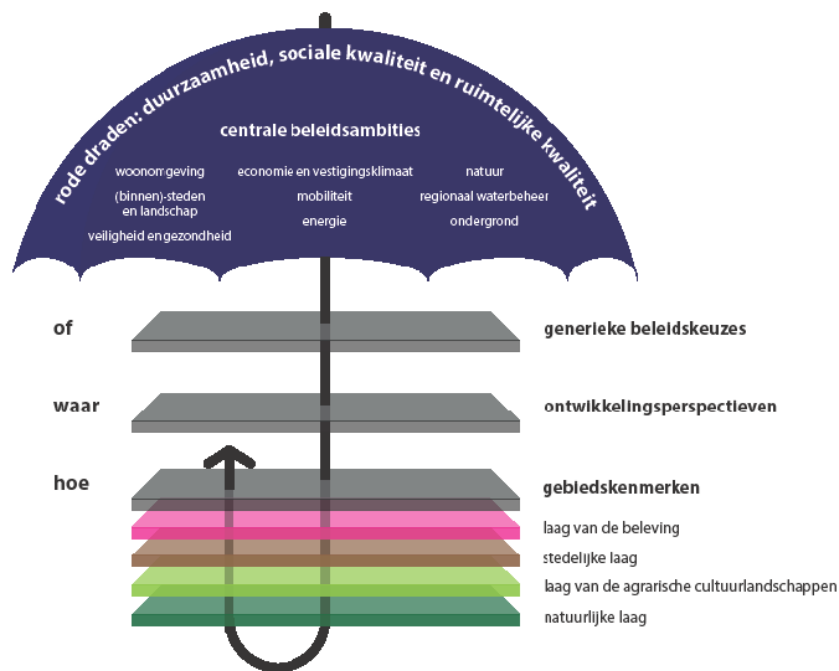 rode draden: duurzaamheid, sociale kwaliteit en ruimtelijke kwaliteit
centrale beleidsambities
woonomgeving
(binnen)-steden
en landschap
veiligheid en gezondheid
economie en vestigingsklimaat
mobiliteit
energie
natuur
regionaal waterbeheer
ondergrond
of
generieke beleidskeuzes
waar
ontwikkelingsperspectieven
hoe
gebiedskenmerken
laag van de beleving
stedelijke laag
laag van de agrarische cultuurlandschappen
natuurlijke laag